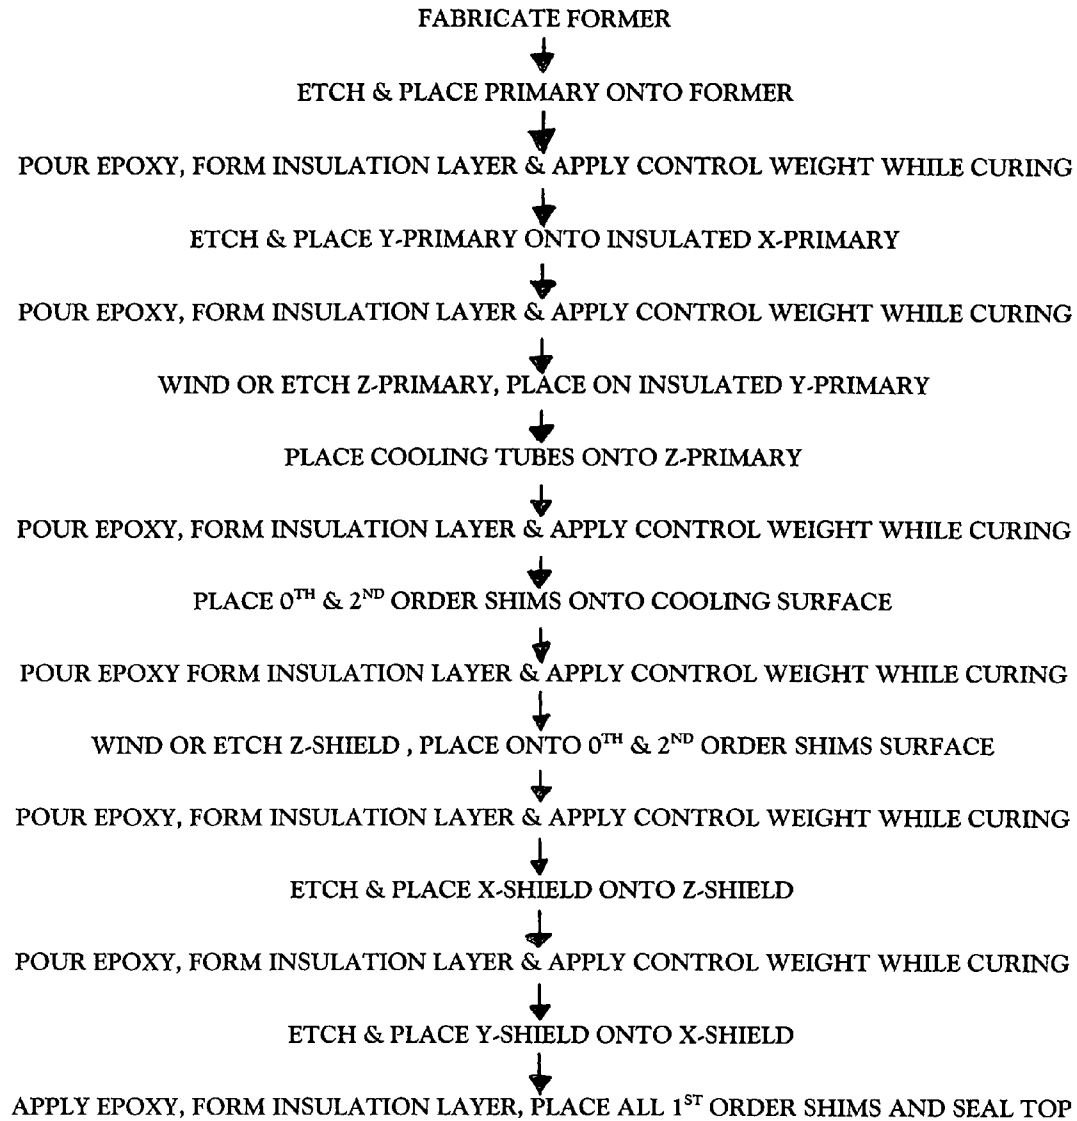 FABRICATE FORMER
ETCH & PLACE PRIMARY ONTO FORMER
POUR EPOXY, FORM INSULATION LAYER & APPLY CONTROL WEIGHT WHILE CURING
ETCH & PLACE Y-PRIMARY ONTO INSULATED X-PRIMARY
POUR EPOXY, FORM INSULATION LAYER & APPLY CONTROL WEIGHT WHILE CURING
WIND OR ETCH Z-PRIMARY, PLACE ON INSULATED Y-PRIMARY
PLACE COOLING TUBES ONTO Z-PRIMARY
POUR EPOXY, FORM INSULATION LAYER & APPLY CONTROL WEIGHT WHILE CURING
PLACE 0TH & 2ND ORDER SHIMS ONTO COOLING SURFACE
POUR EPOXY FORM INSULATION LAYER & APPLY CONTROL WEIGHT WHILE CURING
WIND OR ETCH Z-SHIELD , PLACE ONTO 0TH & 2ND ORDER SHIMS SURFACE
POUR EPOXY, FORM INSULATION LAYER & APPLY CONTROL WEIGHT WHILE CURING
ETCH & PLACE X-SHIELD ONTO Z-SHIELD
POUR EPOXY, FORM INSULATION LAYER & APPLY CONTROL WEIGHT WHILE CURING
ETCH & PLACE Y-SHIELD ONTO X-SHIELD
APPLY EPOXY, FORM INSULATION LAYER, PLACE ALL 1ST ORDER SHIMS AND SEAL TOP